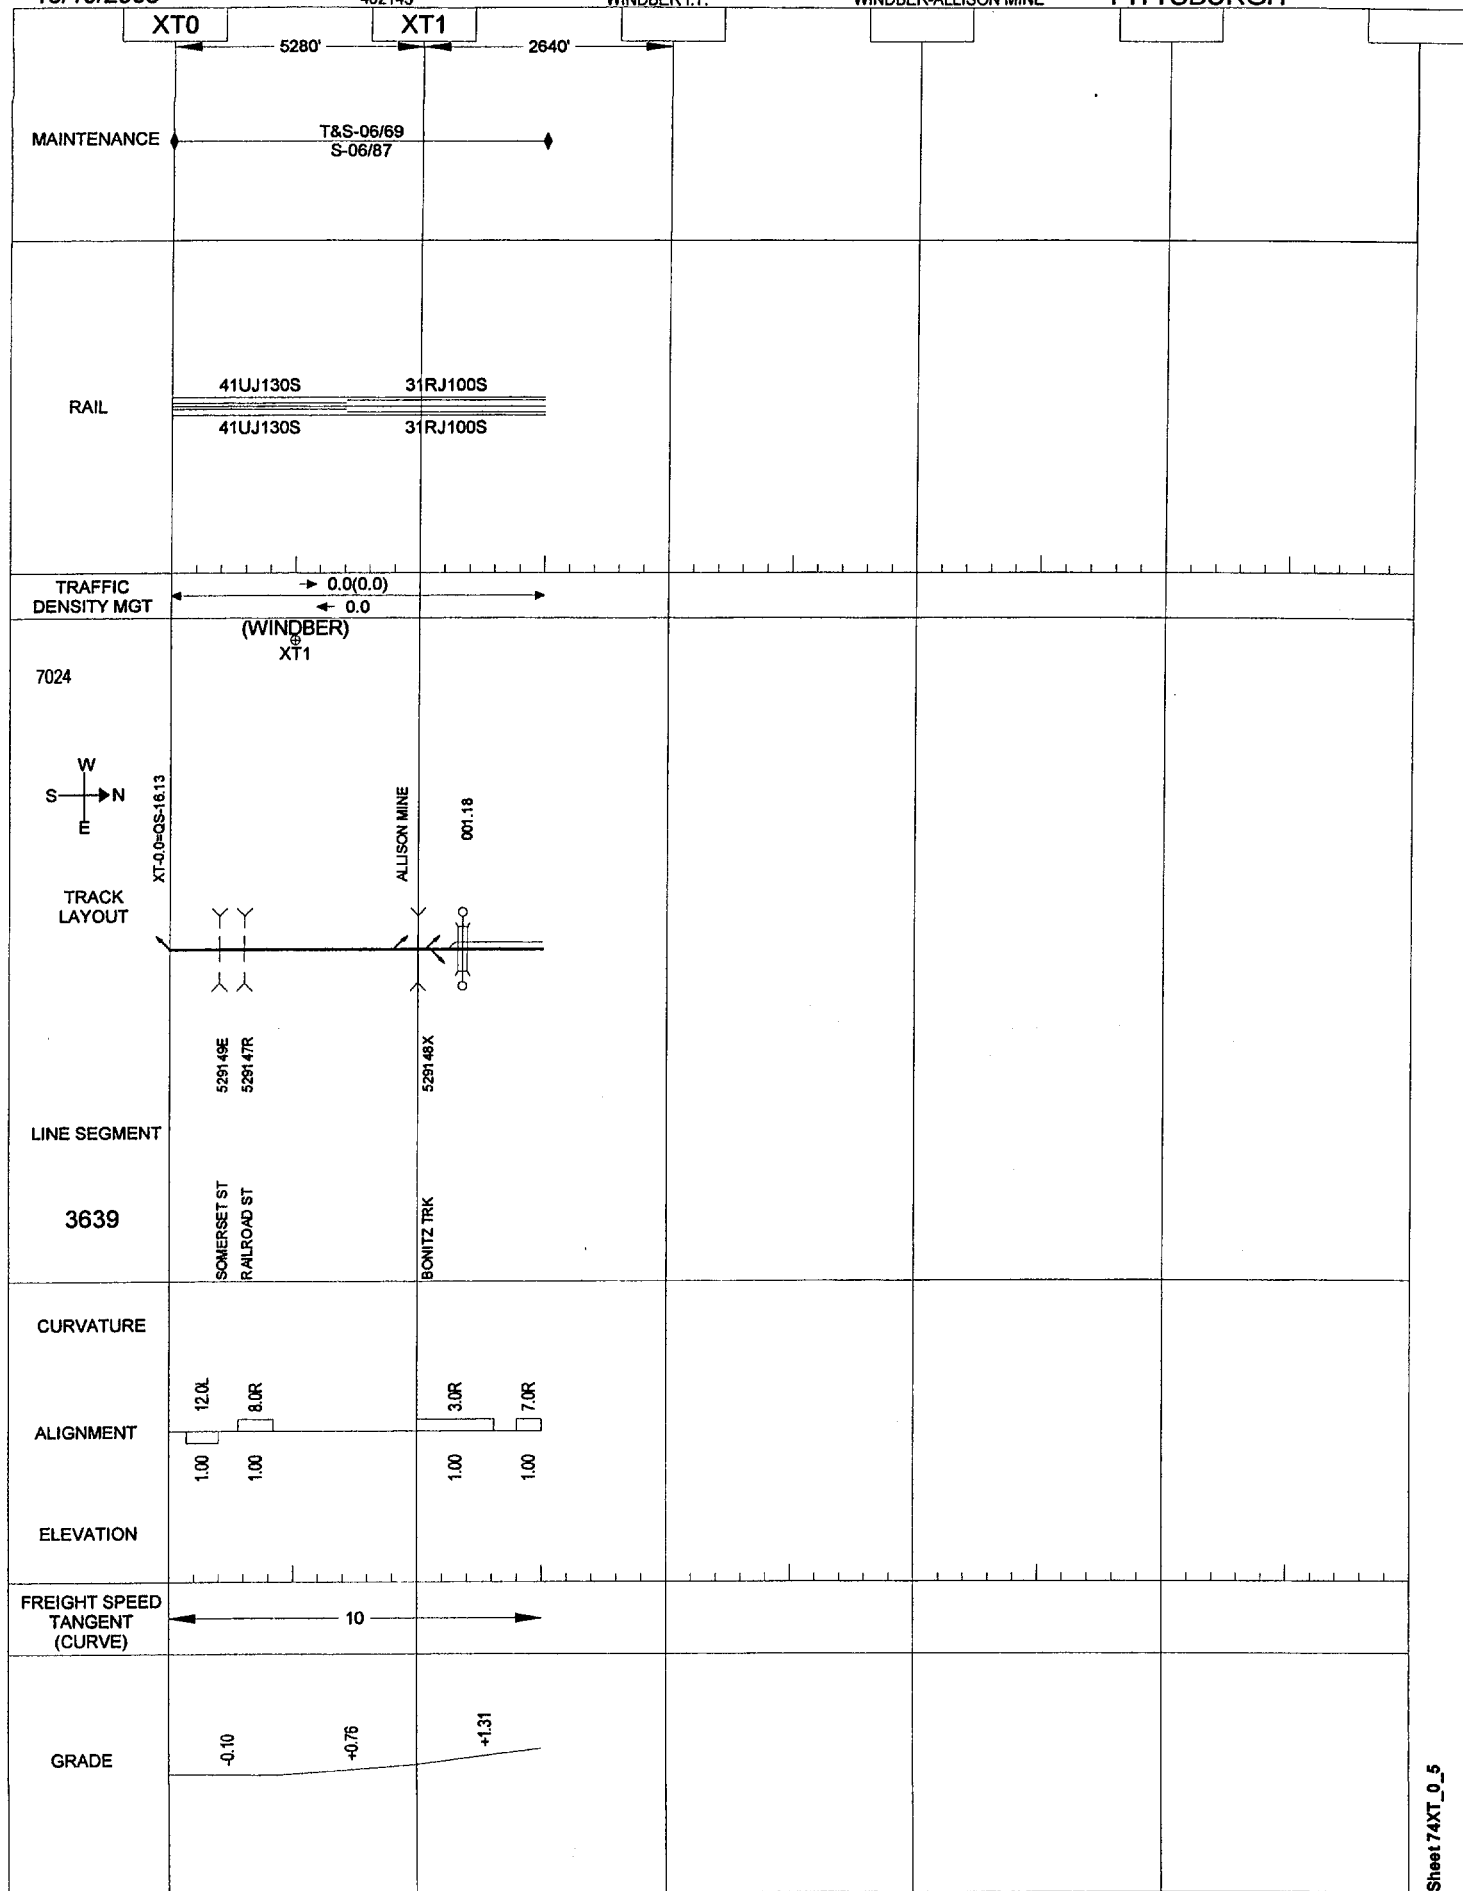 WINDBER-ALLISON MINE
PITTSBURGH
XT0
XT1
5280'
2640'
MAINTENANCE
T&S-06/69
S-06/87
RAIL
41UJ130S
31RJ100S
41UJ130S
31RJ100S
TRAFFIC
DENSITY MGT
0.0(0.0)
0.0
(WINDBER)
XT1
7024
W
S
N
E
XT-0.0=QS-16.13
ALLISON MINE
001.18
TRACK
LAYOUT
529149E
529147R
529148X
LINE SEGMENT
3639
SOMERSET ST
RAILROAD ST
BONITZ TRK
CURVATURE
12.0L
8.0R
3.0R
7.0R
ALIGNMENT
1.00
1.00
1.00
1.00
ELEVATION
FREIGHT SPEED
TANGENT
(CURVE)
10
GRADE
-0.10
+0.76
+1.31
Sheet 74XT_0_5